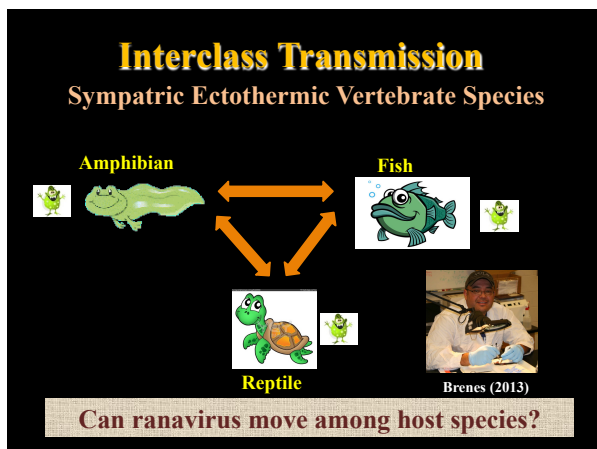 Interclass Transmission
Sympatric Ectothermic Vertebrate Species
Amphibian
Fish
Reptile
Brenes (2013)
Can ranavirus move among host species?